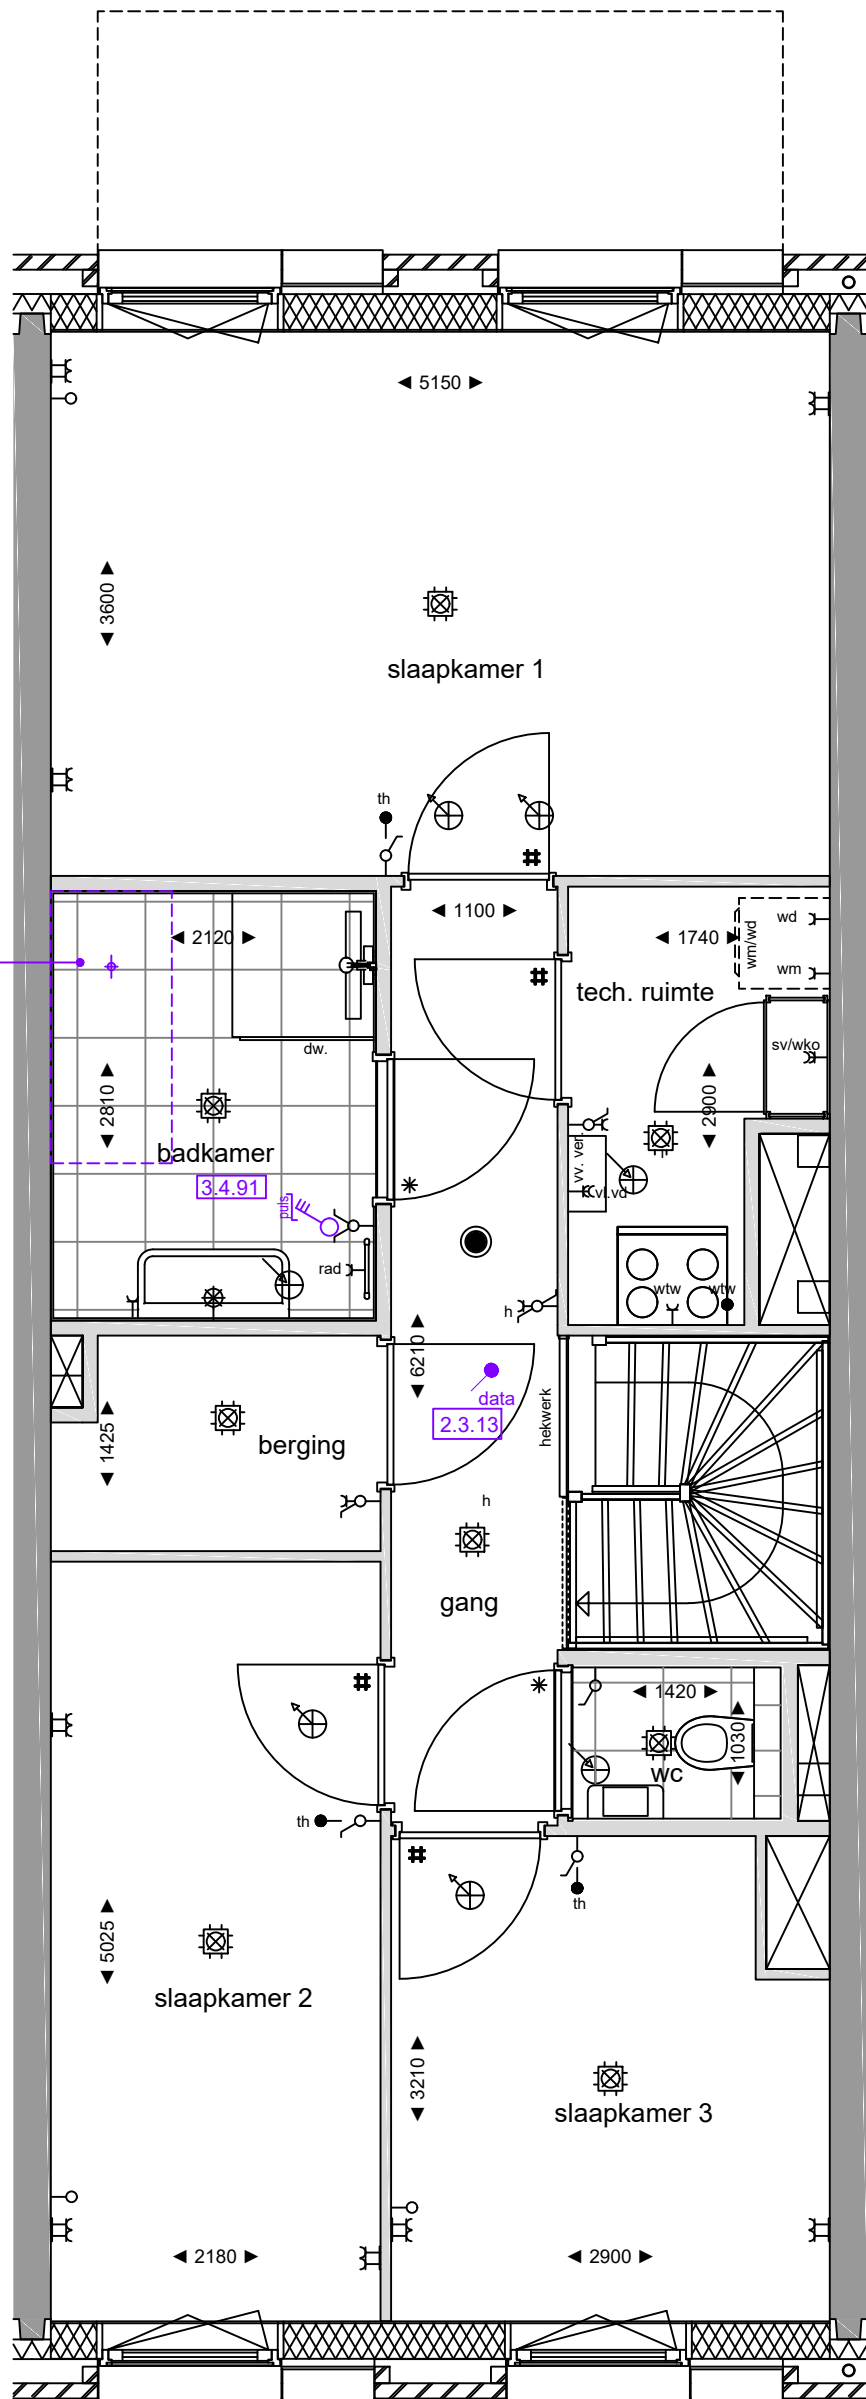 5150
3600
slaapkamer 1
th
1100
2120
1740
wm/wd
wd
wm
tech. ruimte
sv/wko
dw.
2810
2900
badkamer
3.4.91
vv. ver.
vl.vd
puls.
rad
h
wtw
wtw
6210
data
2.3.13
hekwerk
1425
berging
h
gang
1420
1030
wc
th
th
5025
slaapkamer 2
3210
slaapkamer 3
2180
2900